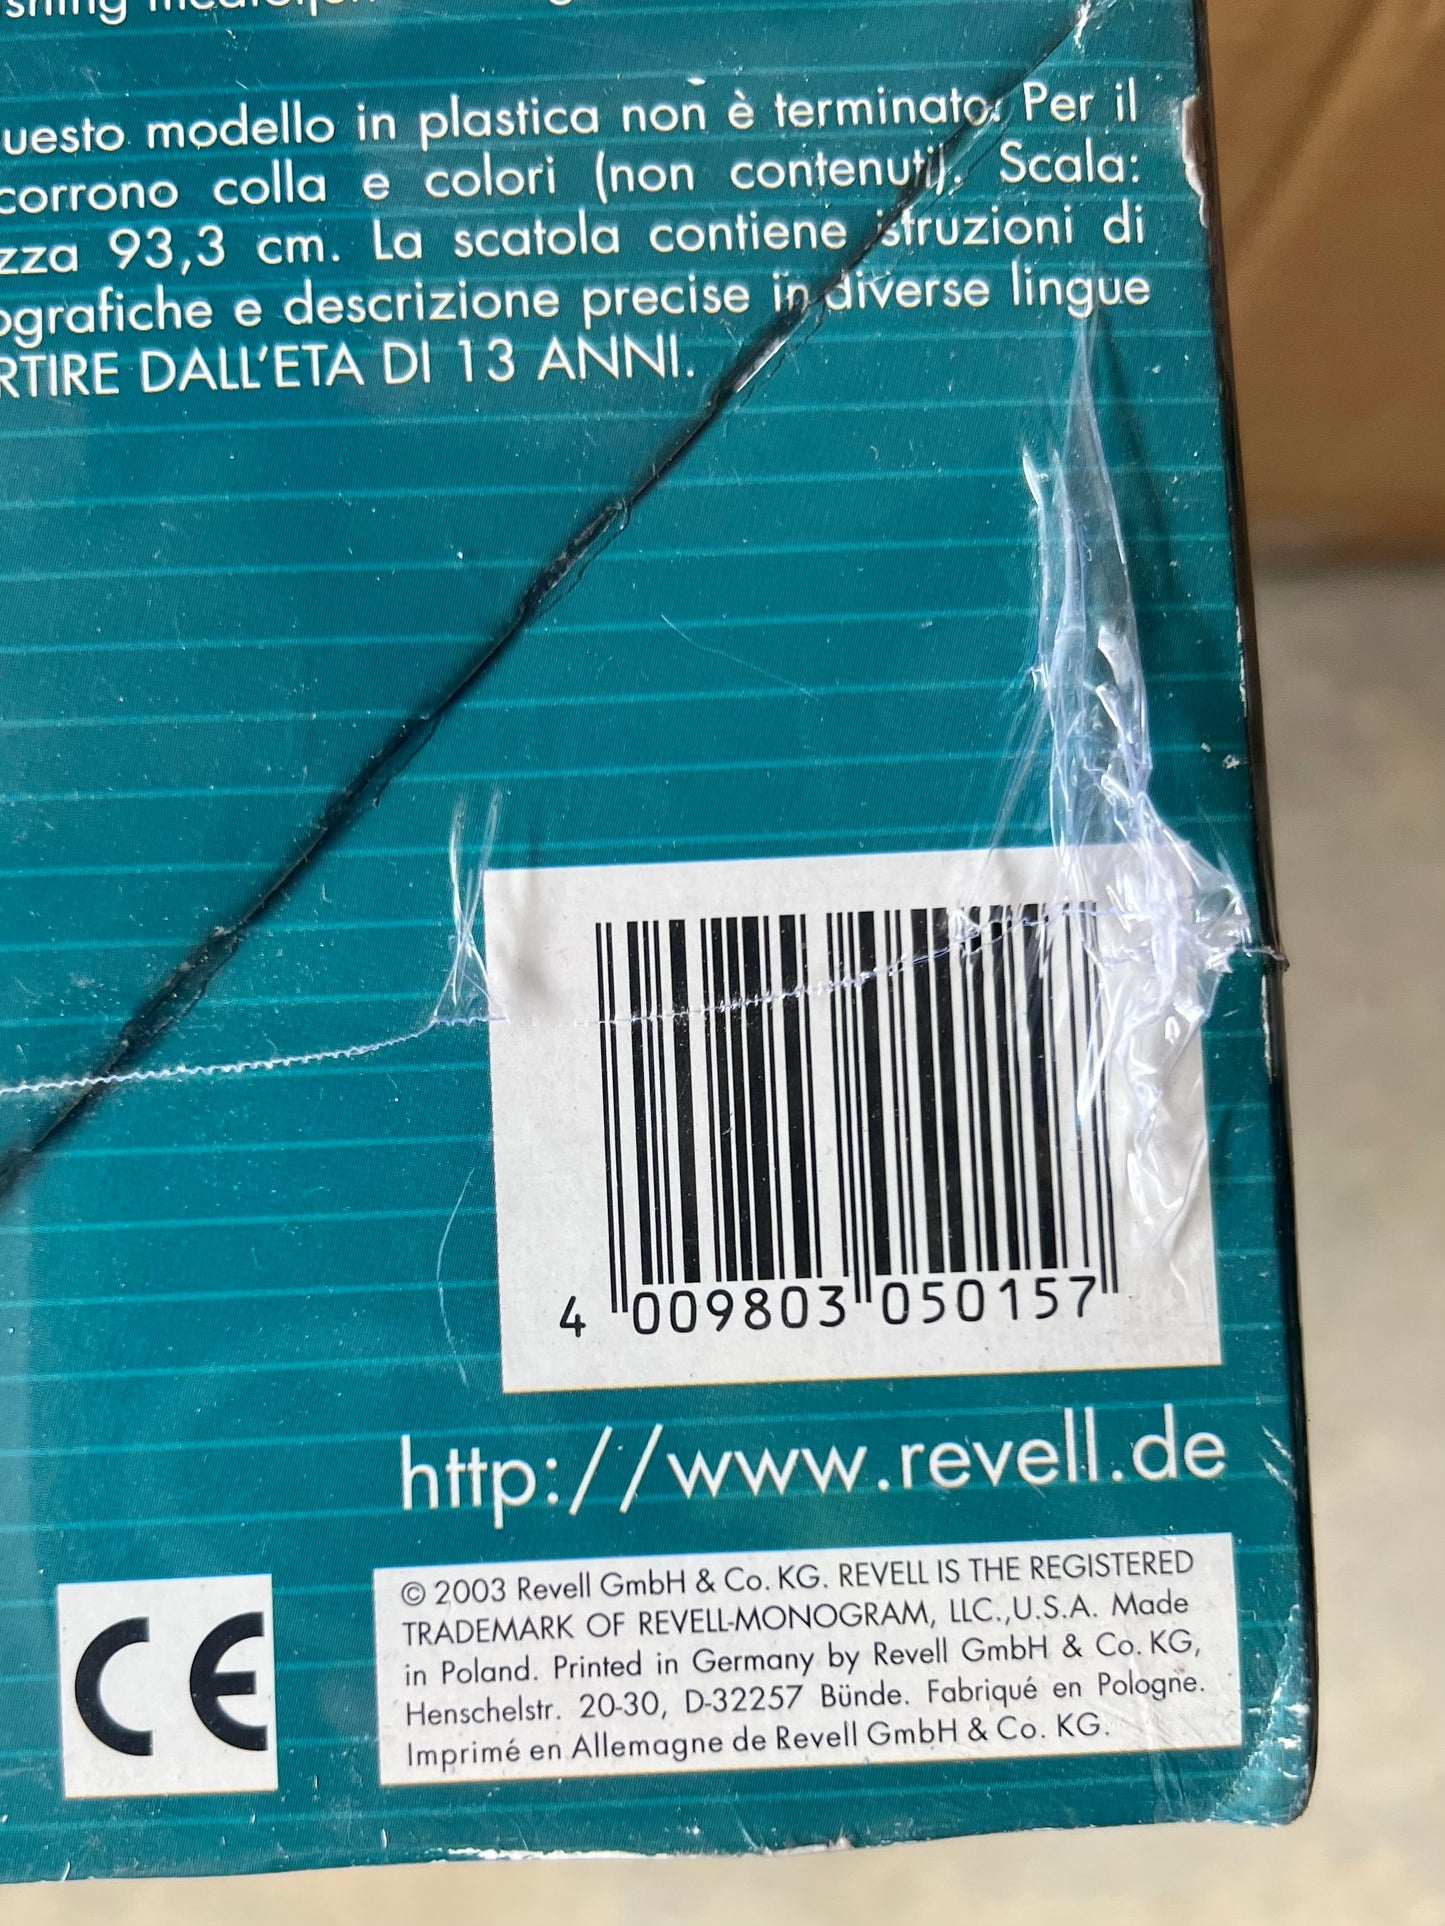 questo modello in plastica non è terminato. Per il
corrono colla e colori (non contenuti). Scala:
zza 93,3 cm. La scatola contiene istruzioni di
ografiche e descrizione precise in diverse lingue
RTIRE DALL'ETA DI 13 ANNI.
4 009803 050157
http://www.revell.de
CE
© 2003 Revell GmbH & Co. KG. REVELL IS THE REGISTERED
TRADEMARK OF REVELL-MONOGRAM, LLC.,U.S.A. Made
in Poland. Printed in Germany by Revell GmbH & Co. KG,
Henschelstr. 20-30, D-32257 Bünde. Fabriqué en Pologne.
Imprimé en Allemagne de Revell GmbH & Co. KG.